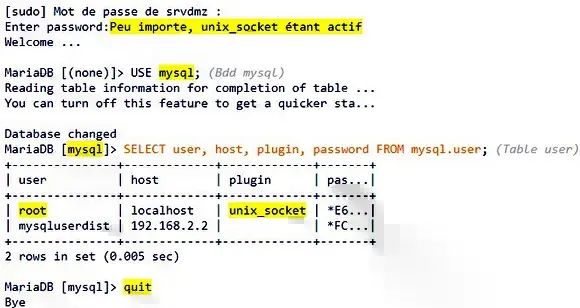 [sudo] Mot de passe de srvdmz :
Enter password:Peu importe, unix_socket étant actif
Welcome ...
MariaDB [(none)]> USE mysql; (Bdd mysql)
Reading table information for completion of table ...
You can turn off this feature to get a quicker sta...
Database changed
MariaDB [mysql]> SELECT user, host, plugin, password FROM mysql.user; (Table user)
+--------------+-------------+-------------+-------+
| user | host | plugin | pas...|
+--------------+-------------+-------------+-------+
| root | localhost | unix_socket | *E6...|
| mysqluserdist | 192.168.2.2 | | *FC...|
+--------------+-------------+-------------+-------+
2 rows in set (0.005 sec)
MariaDB [mysql]> quit
Bye